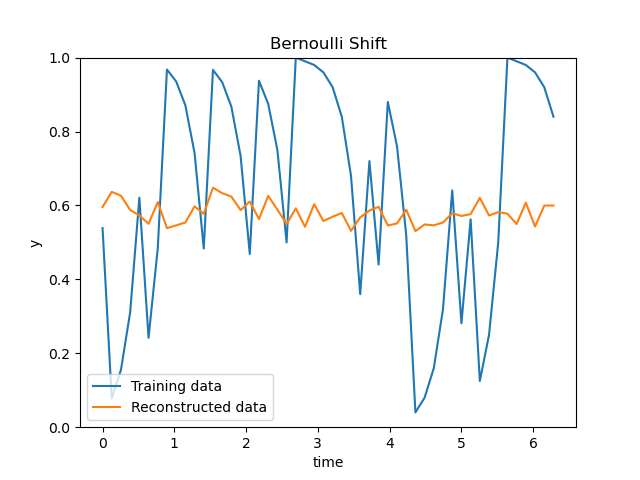 Bernoulli Shift
1.0
0.8
0.6
0.4
0.2
0.0
y
Training data
Reconstructed data
0 1 2 3 4 5 6
time